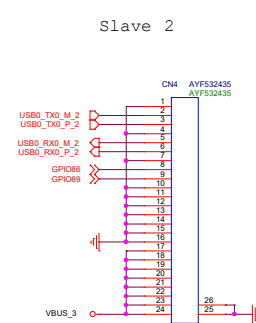 Slave 2
CN4 AYF532435
AYF532435
1
2
USB0_TX0_M_2
3
USB0_TX0_P_2
4
5
USB0_RX0_M_2
6
USB0_RX0_P_2
7
8
GPIO86
9
GPIO89
10
11
12
13
14
15
16
17
18
19
20
21
22
23 26
24 25
VBUS_3